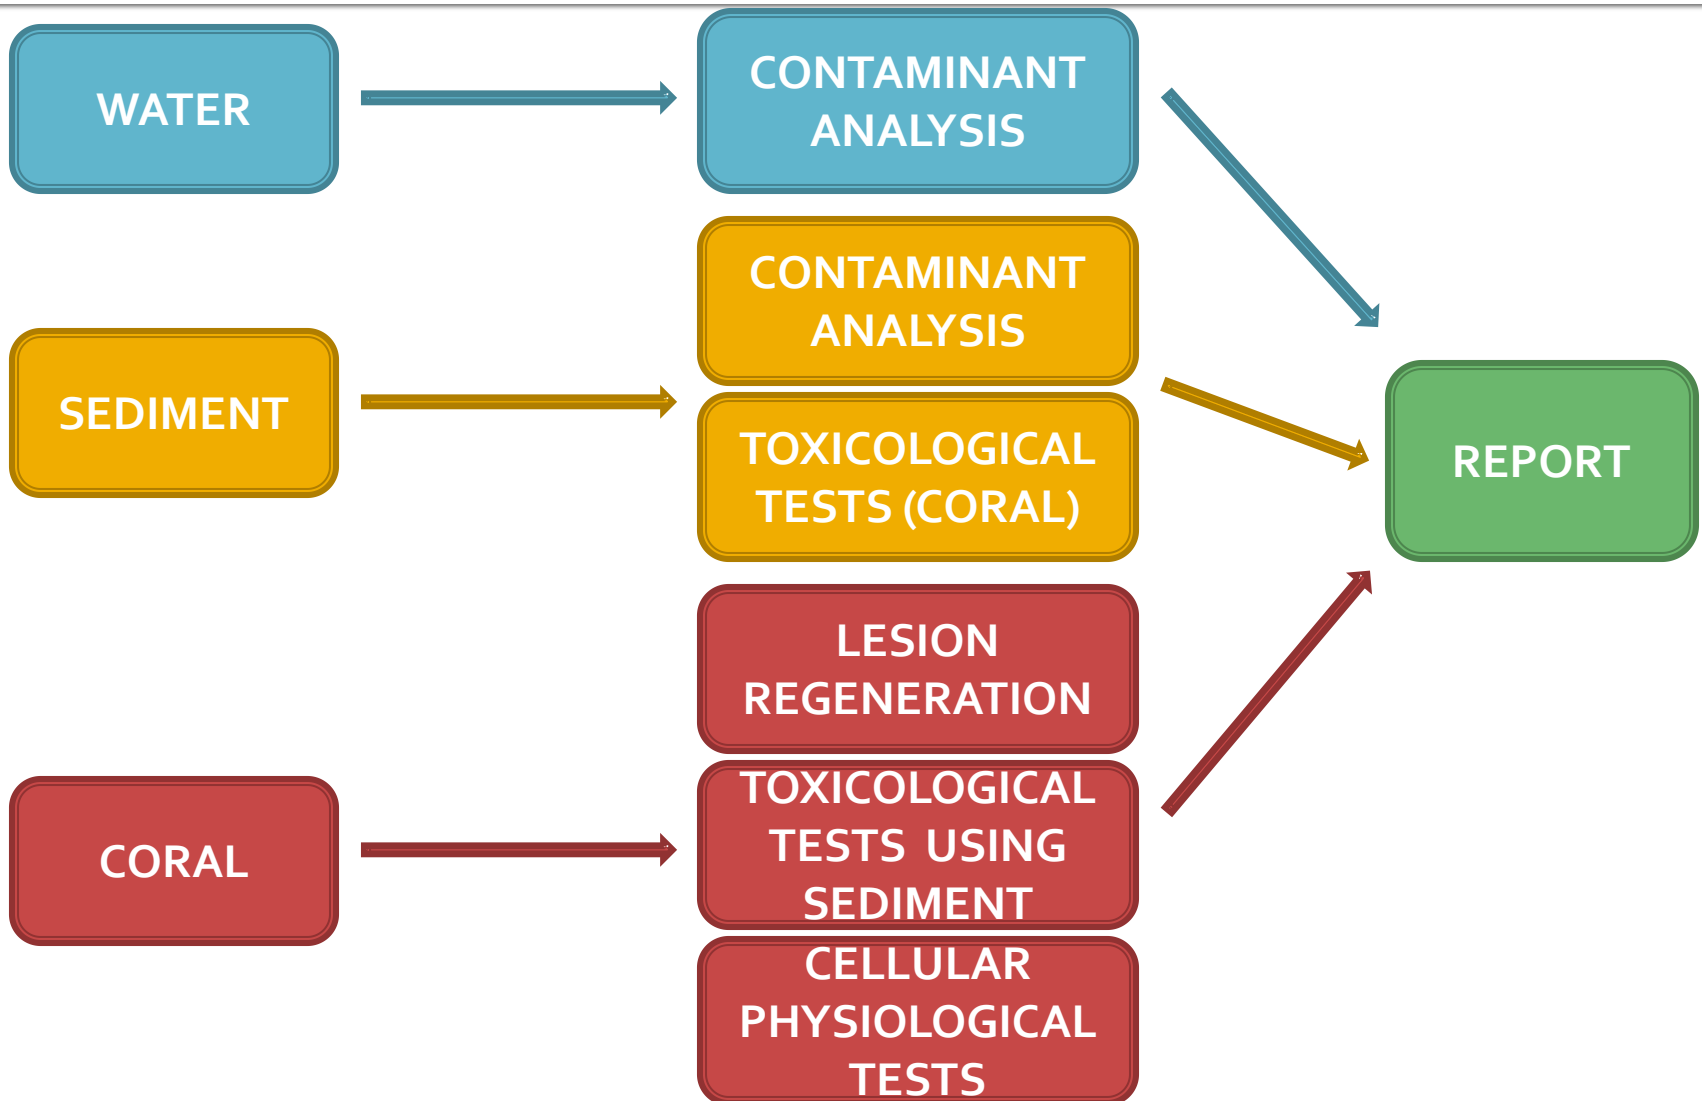 WATER
CONTAMINANT
ANALYSIS
SEDIMENT
CONTAMINANT
ANALYSIS
TOXICOLOGICAL
TESTS (CORAL)
CORAL
LESION
REGENERATION
TOXICOLOGICAL
TESTS USING
SEDIMENT
CELLULAR
PHYSIOLOGICAL
TESTS
REPORT